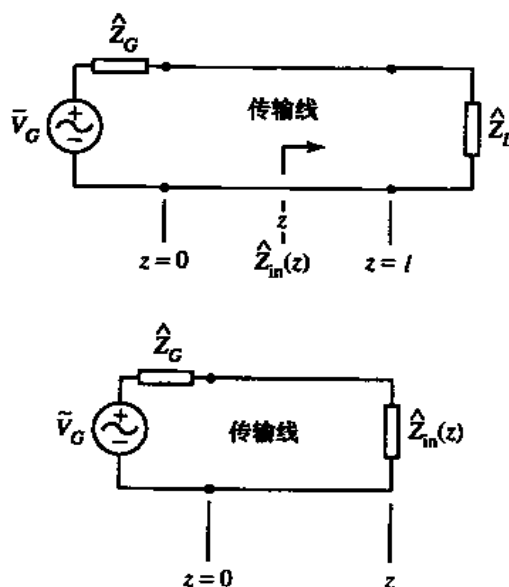 Ẑ_G
+
Ṽ_G
−
传输线
Ẑ_L
z
z = 0
Ẑ_in(z)
z = l
Ẑ_G
+
Ṽ_G
−
传输线
Ẑ_in(z)
z = 0
z